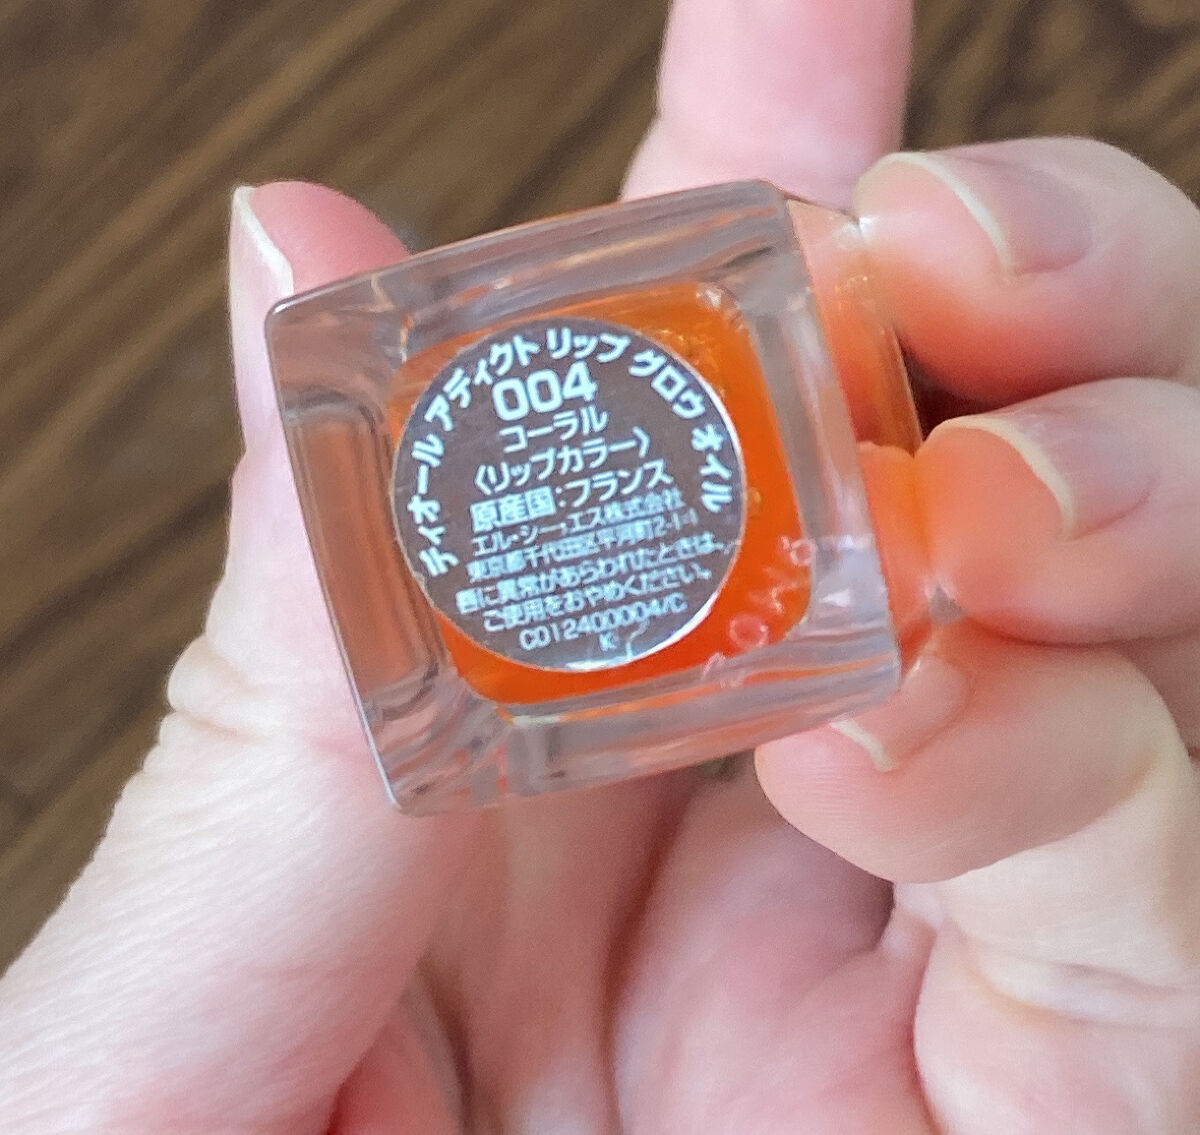 ディオール アディクト リップ グロウ オイル
004
コーラル
〈リップカラー〉
原産国：フランス
エル・シー・エス株式会社
東京都千代田区平河町2-1-1
唇に異常があらわれたときは、
ご使用をおやめください。
CD12400004/C
K